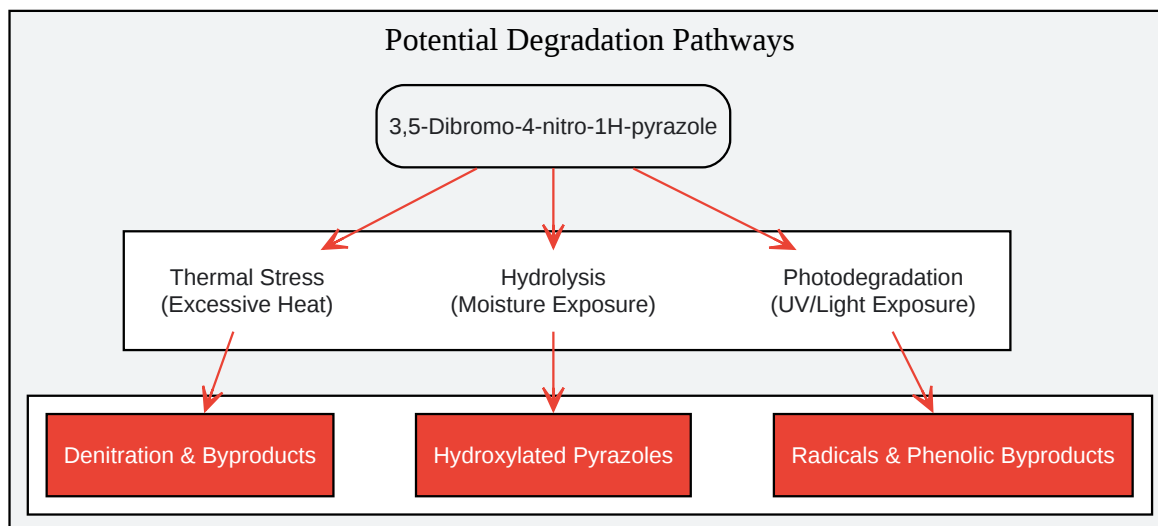 Potential Degradation Pathways
3,5-Dibromo-4-nitro-1H-pyrazole
Thermal Stress
(Excessive Heat)
Hydrolysis
(Moisture Exposure)
Photodegradation
(UV/Light Exposure)
Denitration & Byproducts
Hydroxylated Pyrazoles
Radicals & Phenolic Byproducts